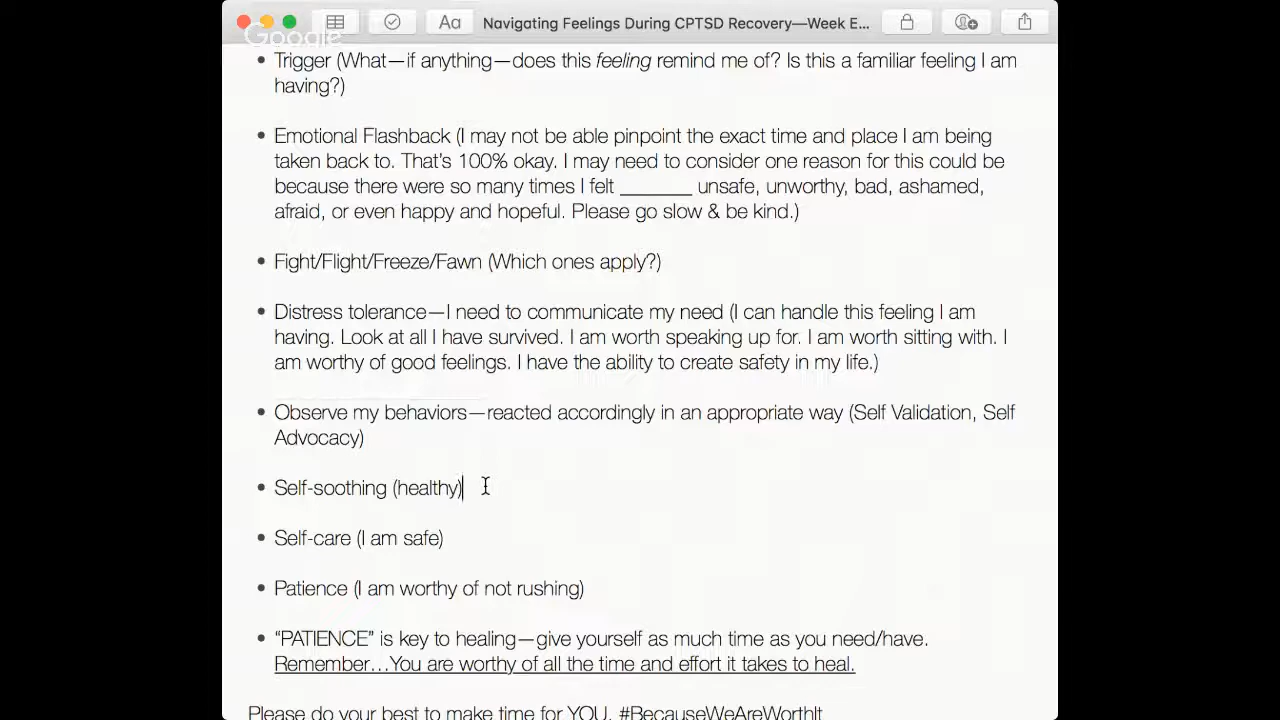 Aa
Navigating Feelings During CPTSD Recovery—Week E...
Google
• Trigger (What—if anything—does this feeling remind me of? Is this a familiar feeling I am
having?)
• Emotional Flashback (I may not be able pinpoint the exact time and place I am being
taken back to. That's 100% okay. I may need to consider one reason for this could be
because there were so many times I felt _______ unsafe, unworthy, bad, ashamed,
afraid, or even happy and hopeful. Please go slow & be kind.)
• Fight/Flight/Freeze/Fawn (Which ones apply?)
• Distress tolerance—I need to communicate my need (I can handle this feeling I am
having. Look at all I have survived. I am worth speaking up for. I am worth sitting with. I
am worthy of good feelings. I have the ability to create safety in my life.)
• Observe my behaviors—reacted accordingly in an appropriate way (Self Validation, Self
Advocacy)
• Self-soothing (healthy)
• Self-care (I am safe)
• Patience (I am worthy of not rushing)
• “PATIENCE” is key to healing—give yourself as much time as you need/have.
Remember...You are worthy of all the time and effort it takes to heal.
Please do your best to make time for YOU. #BecauseWeAreWorthIt